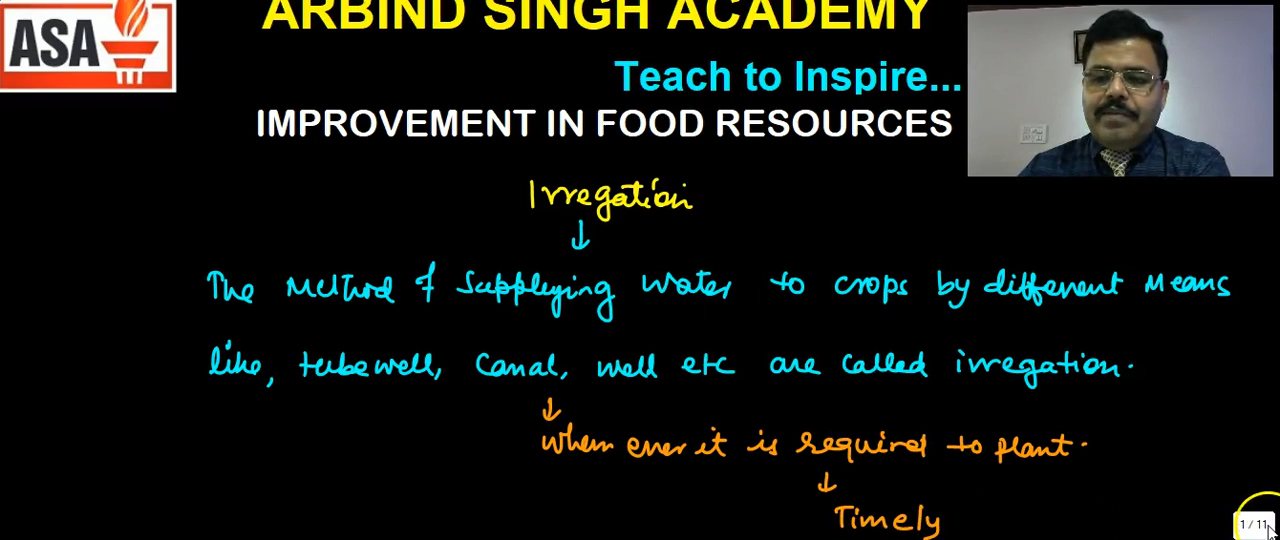 ARBIND SINGH ACADEMY
ASA
Teach to Inspire...
IMPROVEMENT IN FOOD RESOURCES
Irregation
↓
The Method of Supplying Water to crops by different Means
like, tubewell, Canal, well etc are called irregation.
↓
When ever it is required to plant.
↓
Timely
1 / 11